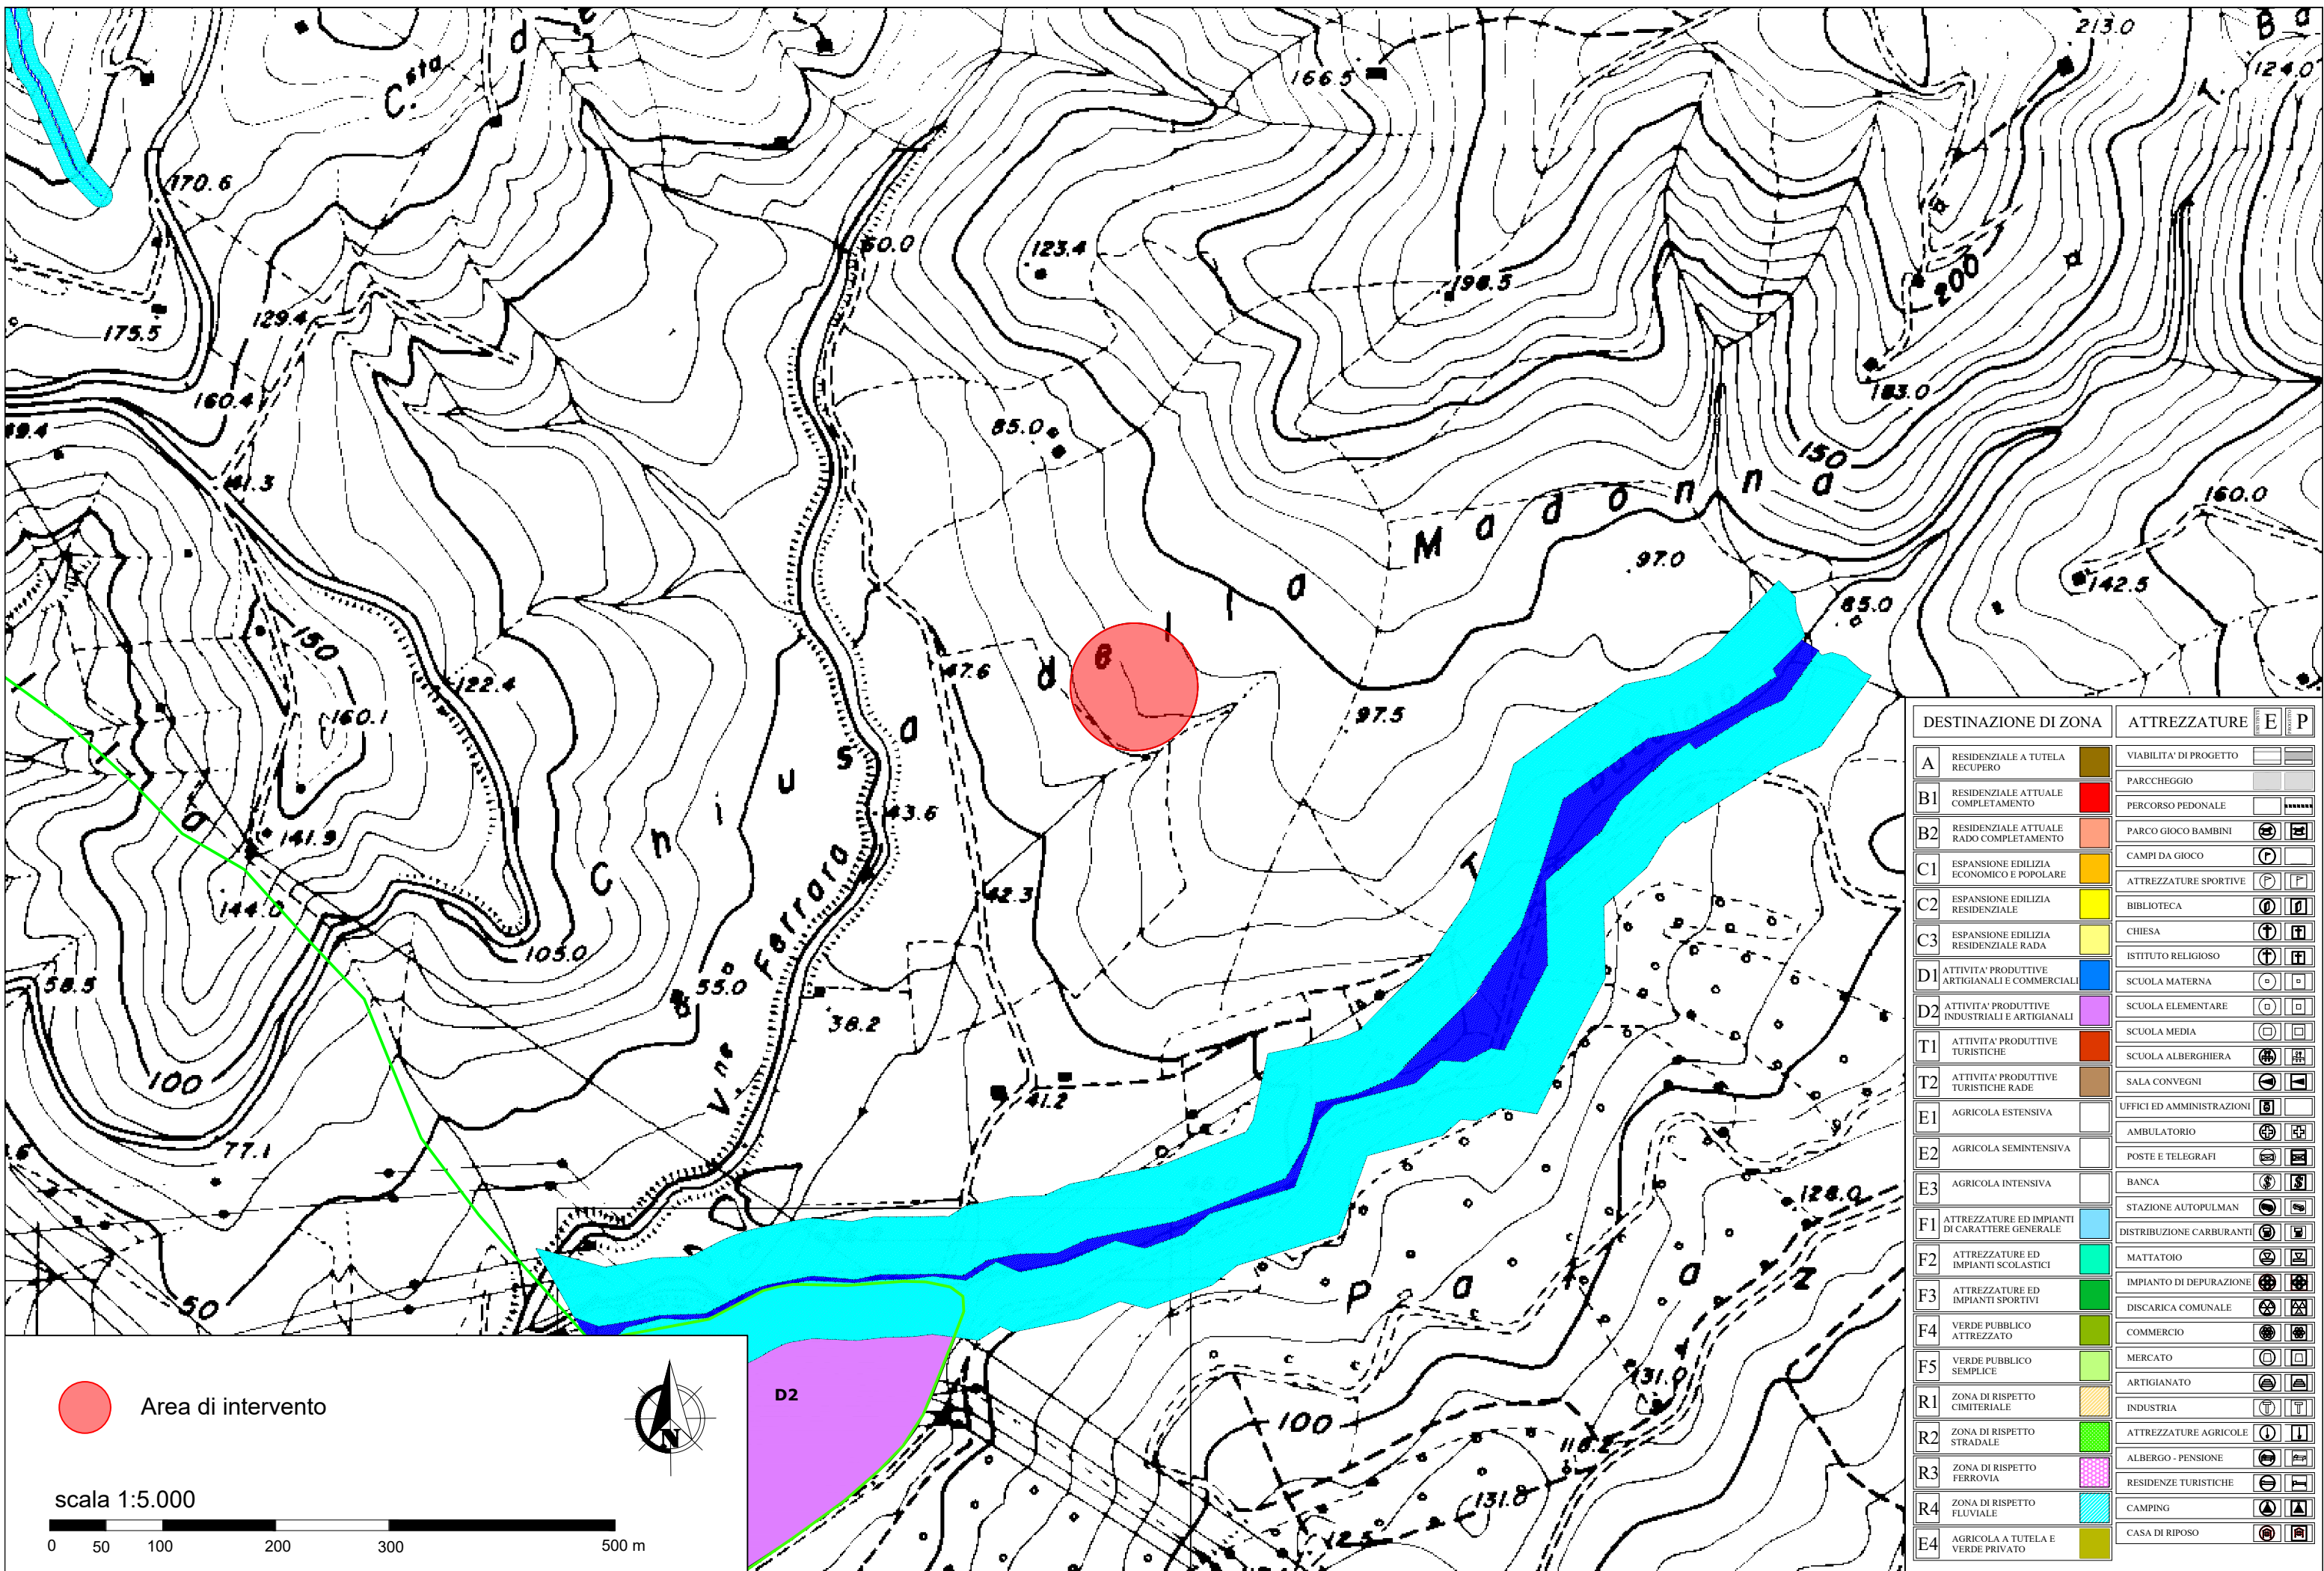 213.0
B a
124.0
T.
d e
C.sta
166.5
170.6
60.0
123.4
198.5
200
a
175.5
129.4
160.4
183.0
69.4
85.0
150
141.3
M a d o n n a
160.0
97.0
142.5
d e l l a
85.0
150
122.4
47.6
160.1
97.5
C h i u s a
43.6
141.9
144.0
V.ne Ferrara
42.3
T.
105.0
58.5
55.0
38.2
100
41.2
77.1
128.0
50
P a l a z
131.0
100
116.2
131.8
12.5
D2
Area di intervento
N
scala 1:5.000
0 50 100 200 300 500 m
DESTINAZIONE DI ZONA
A RESIDENZIALE A TUTELA
RECUPERO
B1 RESIDENZIALE ATTUALE
COMPLETAMENTO
B2 RESIDENZIALE ATTUALE
RADO COMPLETAMENTO
C1 ESPANSIONE EDILIZIA
ECONOMICO E POPOLARE
C2 ESPANSIONE EDILIZIA
RESIDENZIALE
C3 ESPANSIONE EDILIZIA
RESIDENZIALE RADA
D1 ATTIVITA' PRODUTTIVE
ARTIGIANALI E COMMERCIALI
D2 ATTIVITA' PRODUTTIVE
INDUSTRIALI E ARTIGIANALI
T1 ATTIVITA' PRODUTTIVE
TURISTICHE
T2 ATTIVITA' PRODUTTIVE
TURISTICHE RADE
E1 AGRICOLA ESTENSIVA
E2 AGRICOLA SEMINTENSIVA
E3 AGRICOLA INTENSIVA
F1 ATTREZZATURE ED IMPIANTI
DI CARATTERE GENERALE
F2 ATTREZZATURE ED
IMPIANTI SCOLASTICI
F3 ATTREZZATURE ED
IMPIANTI SPORTIVI
F4 VERDE PUBBLICO
ATTREZZATO
F5 VERDE PUBBLICO
SEMPLICE
R1 ZONA DI RISPETTO
CIMITERIALE
R2 ZONA DI RISPETTO
STRADALE
R3 ZONA DI RISPETTO
FERROVIA
R4 ZONA DI RISPETTO
FLUVIALE
E4 AGRICOLA A TUTELA E
VERDE PRIVATO
ATTREZZATURE E P
VIABILITA' DI PROGETTO
PARCCHEGGIO
PERCORSO PEDONALE
PARCO GIOCO BAMBINI
CAMPI DA GIOCO
ATTREZZATURE SPORTIVE
BIBLIOTECA
CHIESA
ISTITUTO RELIGIOSO
SCUOLA MATERNA
SCUOLA ELEMENTARE
SCUOLA MEDIA
SCUOLA ALBERGHIERA
SALA CONVEGNI
UFFICI ED AMMINISTRAZIONI
AMBULATORIO
POSTE E TELEGRAFI
BANCA
STAZIONE AUTOPULMAN
DISTRIBUZIONE CARBURANTI
MATTATOIO
IMPIANTO DI DEPURAZIONE
DISCARICA COMUNALE
COMMERCIO
MERCATO
ARTIGIANATO
INDUSTRIA
ATTREZZATURE AGRICOLE
ALBERGO - PENSIONE
RESIDENZE TURISTICHE
CAMPING
CASA DI RIPOSO